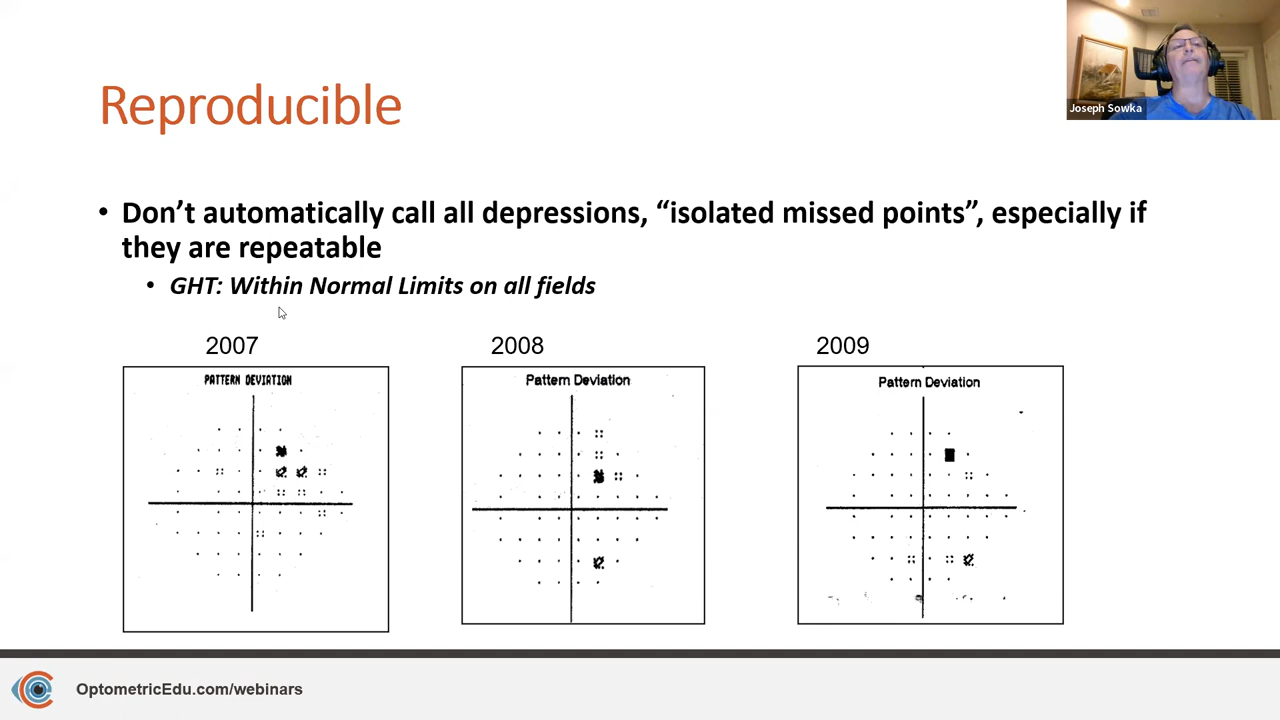 Joseph Sowka
Reproducible
• Don’t automatically call all depressions, “isolated missed points”, especially if
they are repeatable
• GHT: Within Normal Limits on all fields
2007
2008
2009
PATTERN DEVIATION
Pattern Deviation
Pattern Deviation
OptometricEdu.com/webinars